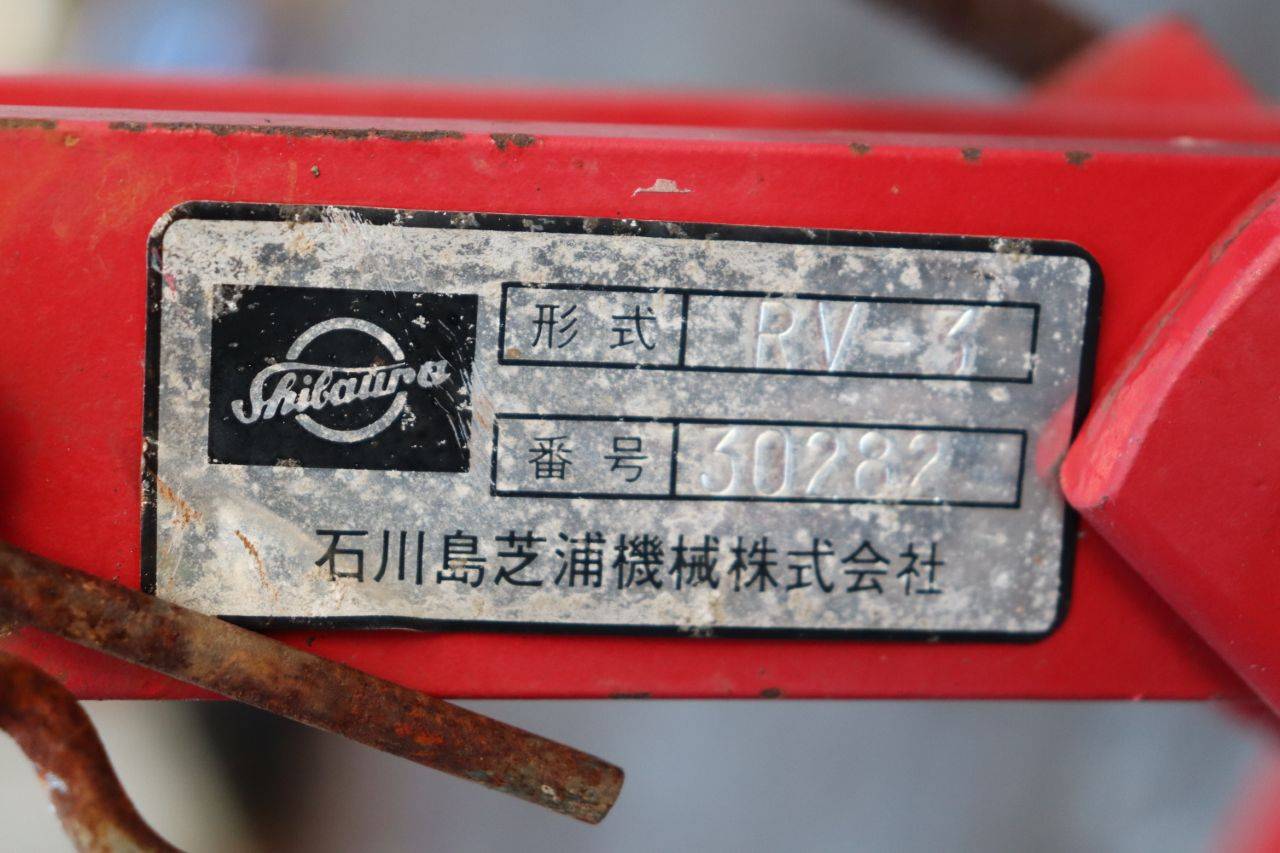 Shibaura
形式 RV-3
番号 30282
石川島芝浦機械株式会社